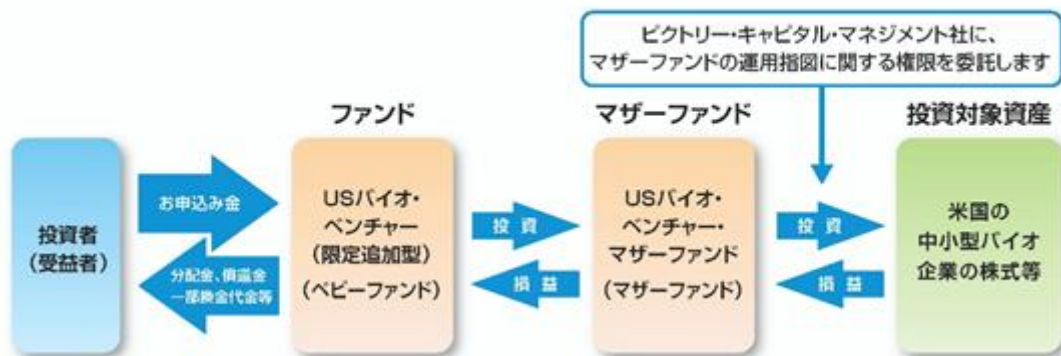 ビクトリー・キャピタル・マネジメント社に、
マザーファンドの運用指図に関する権限を委託します
ファンド
マザーファンド
投資対象資産
投資者
(受益者)
お申込み金
分配金、償還金
一部換金代金等
USバイオ・
ベンチャー
(限定追加型)
(ベビーファンド)
投資
損益
USバイオ・
ベンチャー・
マザーファンド
(マザーファンド)
投資
損益
米国の
中小型バイオ
企業の株式等